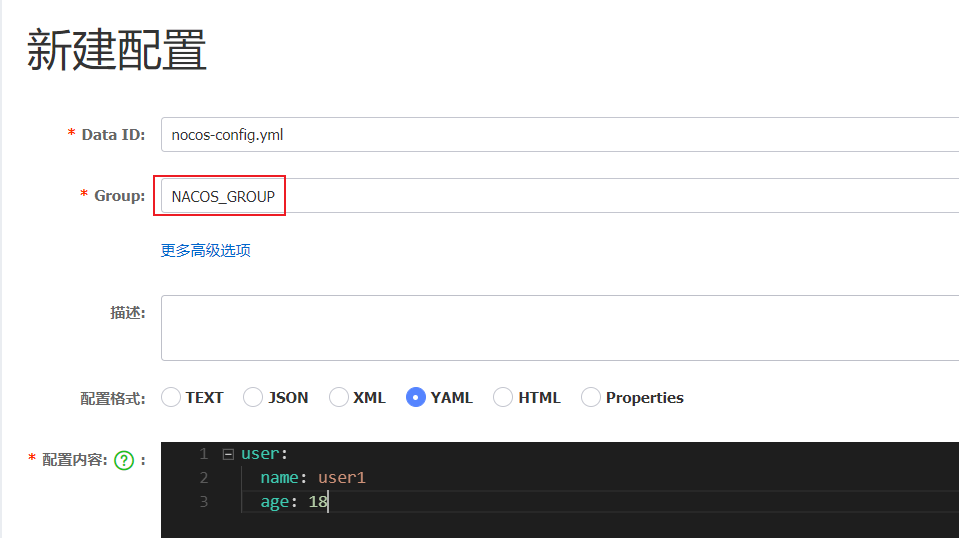 新建配置
* Data ID: nocos-config.yml
* Group: NACOS_GROUP
更多高级选项
描述:
配置格式: TEXT JSON XML YAML HTML Properties
* 配置内容: ? : 1 user:
2 name: user1
3 age: 18